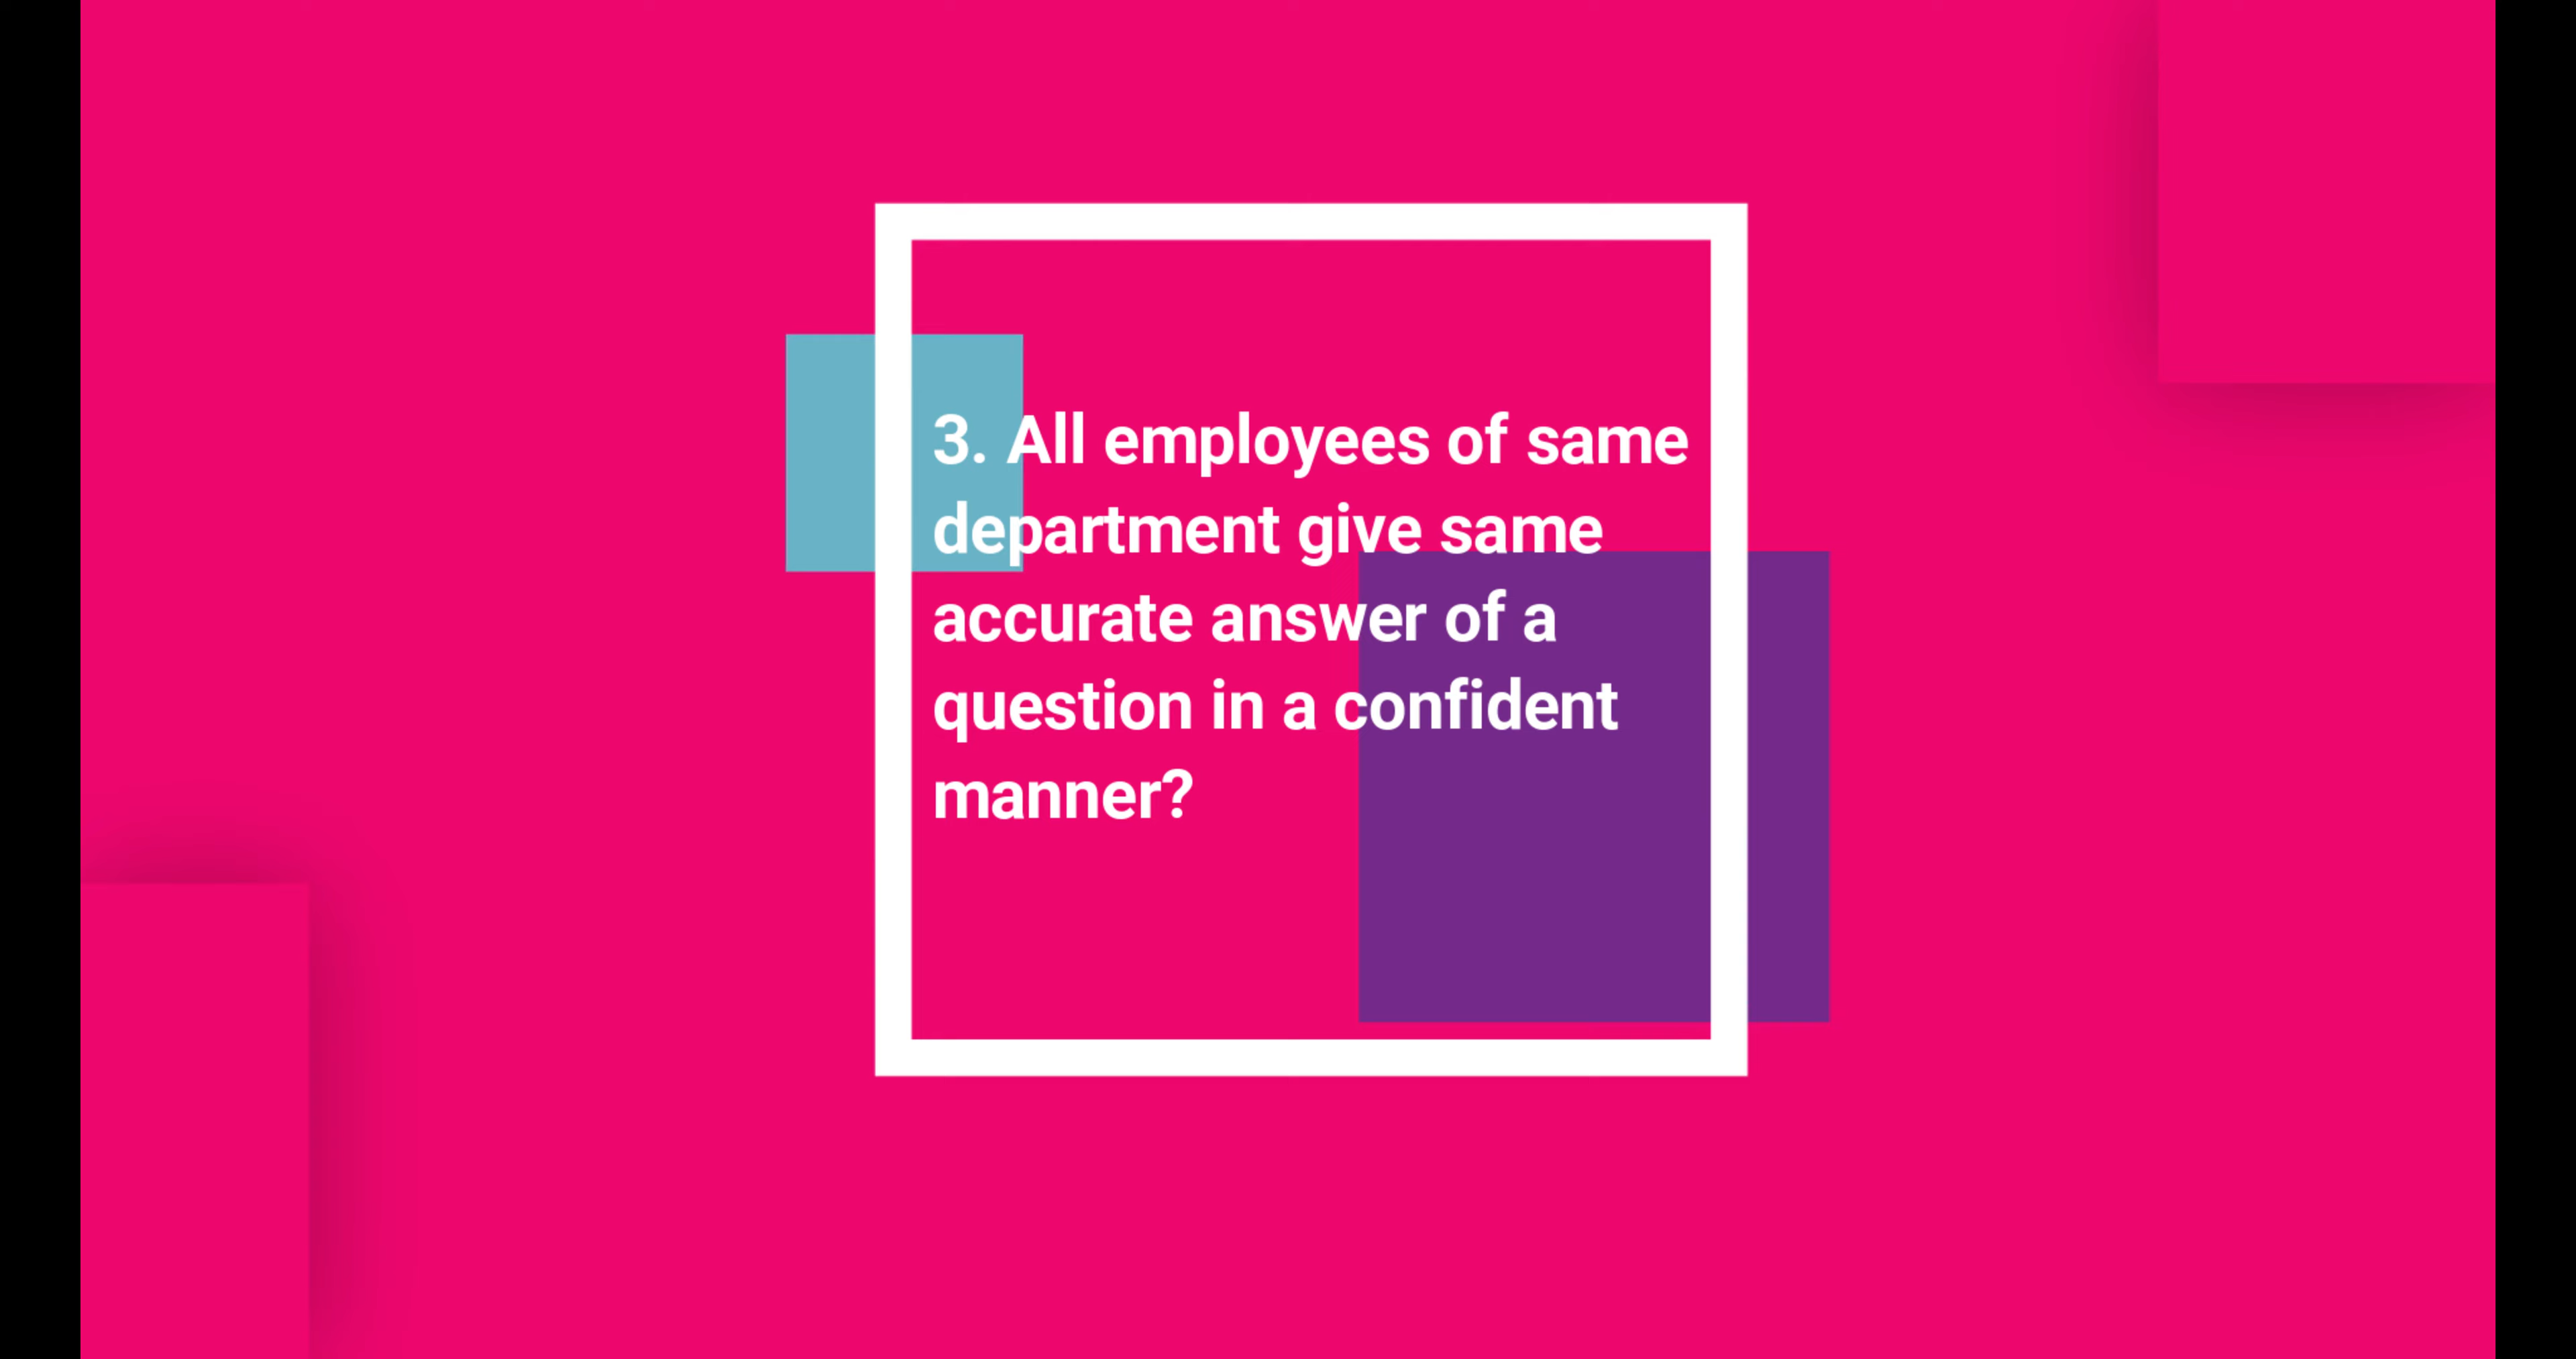 3. All employees of same
department give same
accurate answer of a
question in a confident
manner?